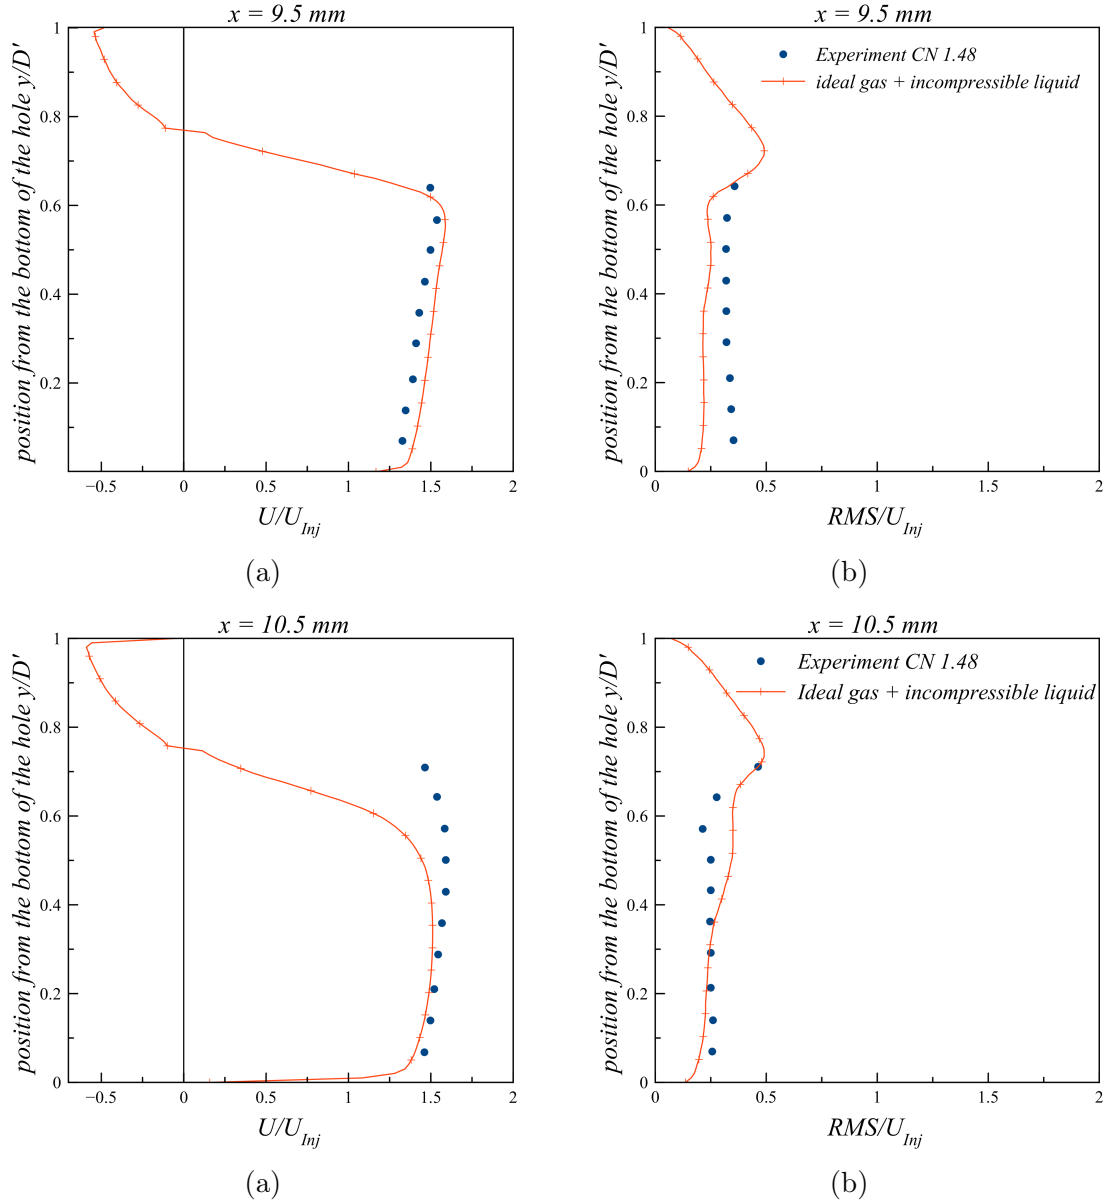 x = 9.5 mm
x = 9.5 mm
position from the bottom of the hole y/D'
1
0.8
0.6
0.4
0.2
−0.5
0
0.5
1
1.5
2
U/U_Inj
position from the bottom of the hole y/D'
1
0.8
0.6
0.4
0.2
0
Experiment CN 1.48
ideal gas + incompressible liquid
0
0.5
1
1.5
2
RMS/U_Inj
(a)
(b)
x = 10.5 mm
x = 10.5 mm
position from the bottom of the hole y/D'
1
0.8
0.6
0.4
0.2
0
−0.5
0
0.5
1
1.5
2
U/U_Inj
position from the bottom of the hole y/D'
1
0.8
0.6
0.4
0.2
0
Experiment CN 1.48
Ideal gas + incompressible liquid
0
0.5
1
1.5
2
RMS/U_Inj
(a)
(b)